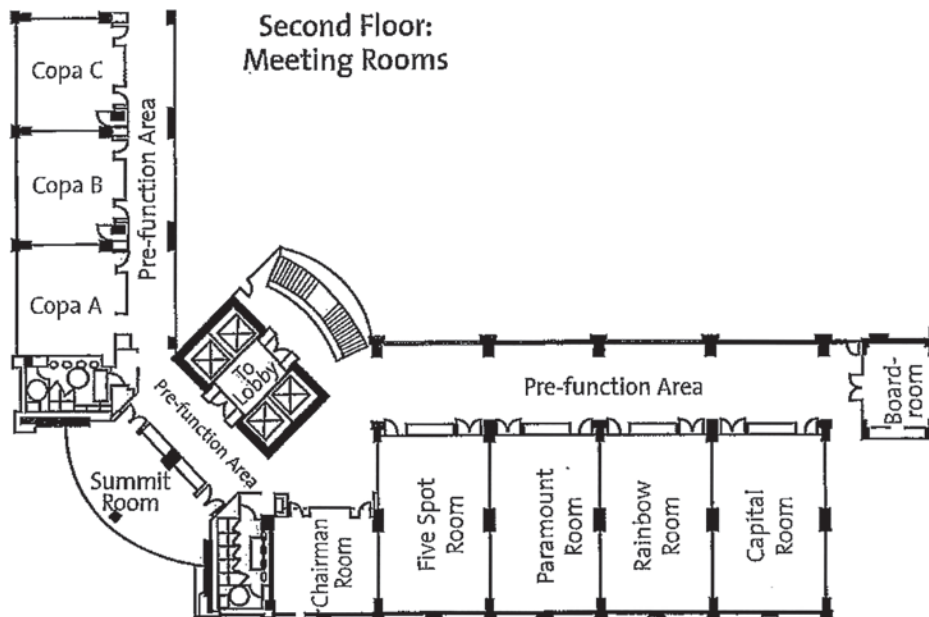 Second Floor:
Meeting Rooms
Copa C
Copa B
Copa A
Pre-function Area
To
Lobby
Pre-function Area
Pre-function Area
Board-
room
Summit
Room
Chairman
Room
Five Spot
Room
Paramount
Room
Rainbow
Room
Capital
Room